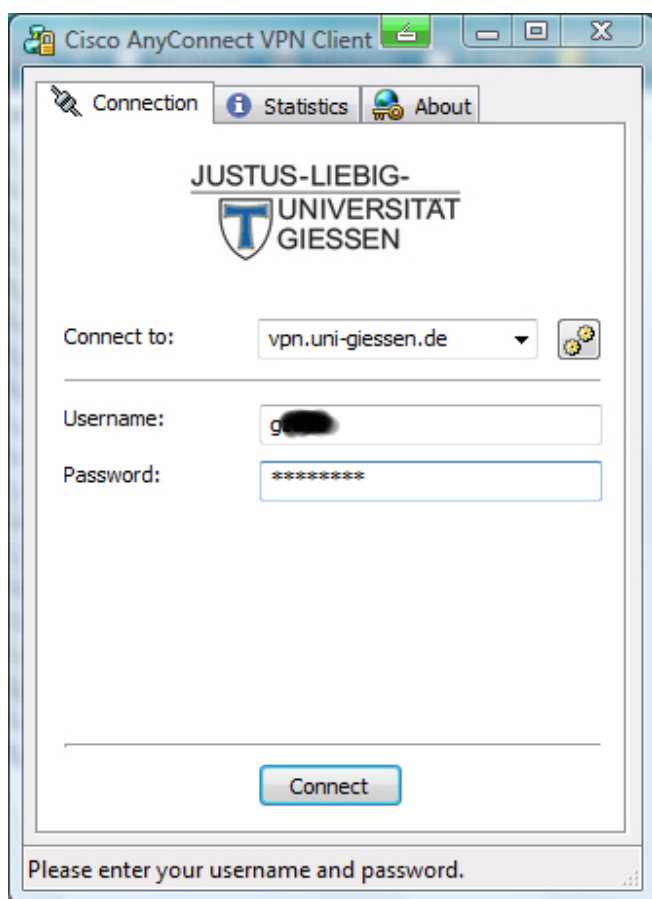 Cisco AnyConnect VPN Client
Connection Statistics About
JUSTUS-LIEBIG-
UNIVERSITÄT
GIESSEN
Connect to: vpn.uni-giessen.de
Username: g
Password: ********
Connect
Please enter your username and password.